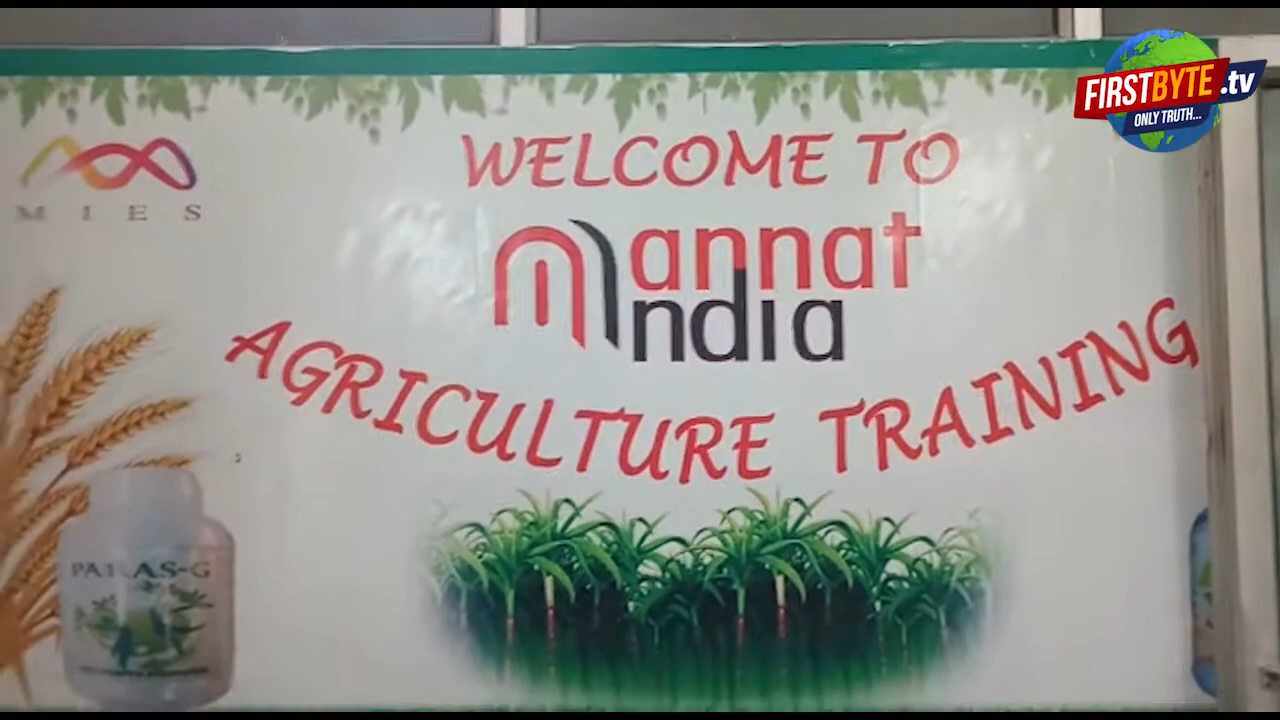 FIRSTBYTE.tv
ONLY TRUTH...
MIES
WELCOME TO
Mannat
India
AGRICULTURE TRAINING
PARAS-G